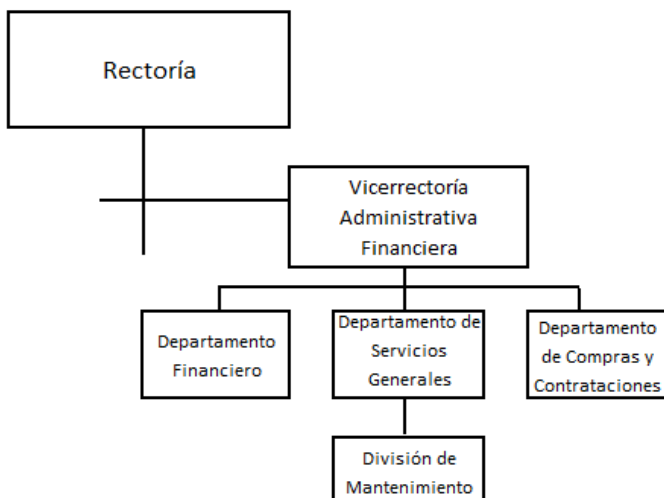 Rectoría
Vicerrectoría
Administrativa
Financiera
Departamento
Financiero
Departamento de
Servicios
Generales
Departamento
de Compras y
Contrataciones
División de
Mantenimiento